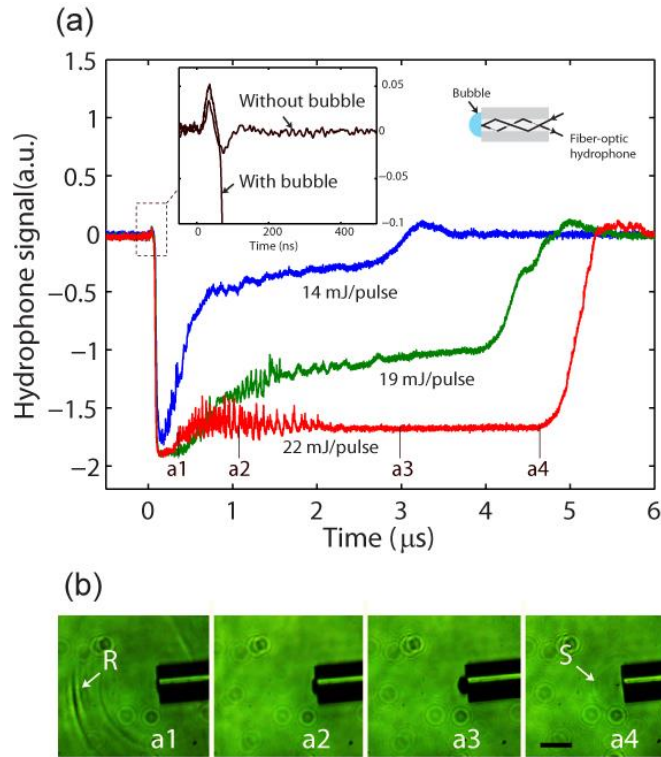 (a)
1.5
1
0.5
0
−0.5
−1
−1.5
−2
Hydrophone signal(a.u.)
0.05
0
−0.05
−0.1
Without bubble
With bubble
0 200 400
Time (ns)
Bubble
Fiber-optic
hydrophone
14 mJ/pulse
19 mJ/pulse
22 mJ/pulse
a1 a2 a3 a4
0 1 2 3 4 5 6
Time (μs)
(b)
R S
a1 a2 a3 a4